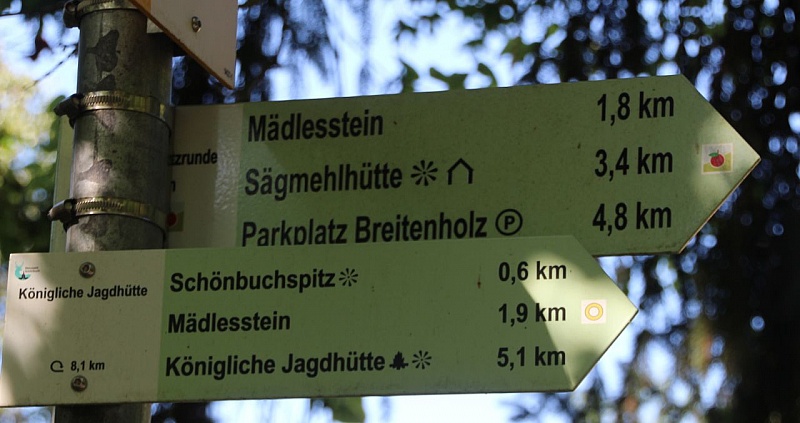 szrunde
Mädlesstein 1,8 km
Sägmehlhütte 3,4 km
Parkplatz Breitenholz P 4,8 km
Königliche Jagdhütte
8,1 km
Schönbuchspitz 0,6 km
Mädlesstein 1,9 km
Königliche Jagdhütte 5,1 km